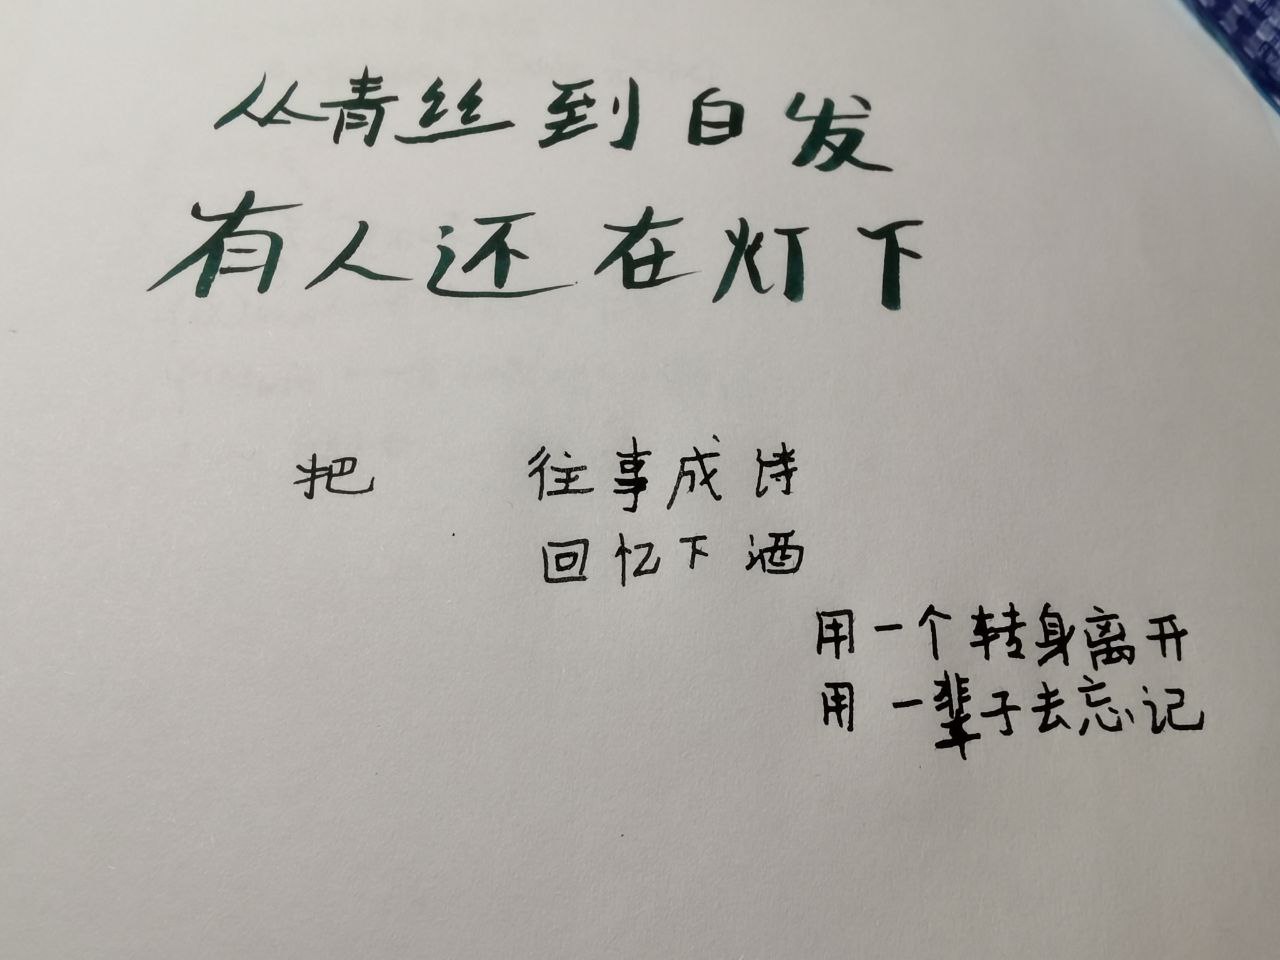 从青丝到白发
有人还在灯下
把 往事成诗
回忆下酒
用一个转身离开
用一辈子去忘记